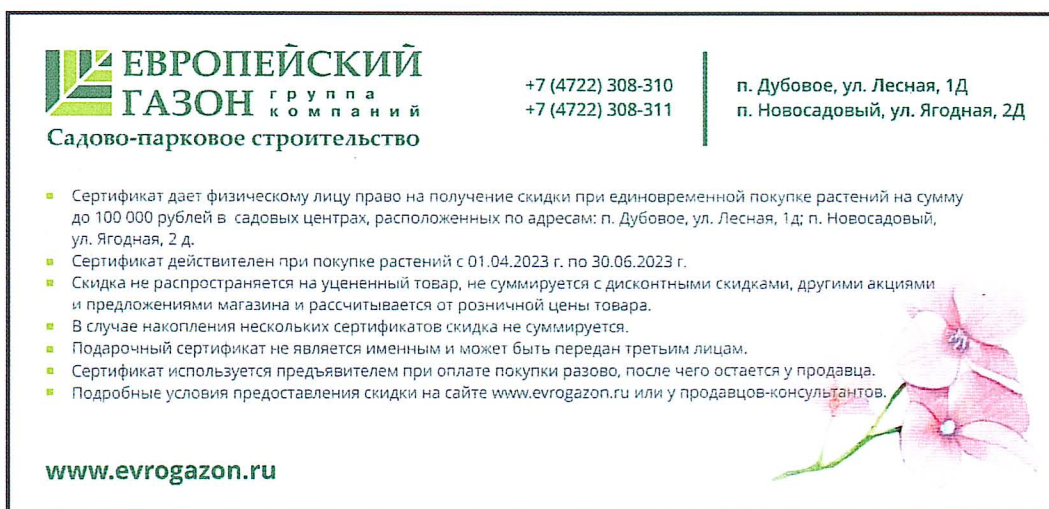 ЕВРОПЕЙСКИЙ
ГАЗОН группа компаний
Садово-парковое строительство
+7 (4722) 308-310
+7 (4722) 308-311
п. Дубовое, ул. Лесная, 1Д
п. Новосадовый, ул. Ягодная, 2Д
Сертификат дает физическому лицу право на получение скидки при единовременной покупке растений на сумму
до 100 000 рублей в садовых центрах, расположенных по адресам: п. Дубовое, ул. Лесная, 1д; п. Новосадовый,
ул. Ягодная, 2 д.
Сертификат действителен при покупке растений с 01.04.2023 г. по 30.06.2023 г.
Скидка не распространяется на уцененный товар, не суммируется с дисконтными скидками, другими акциями
и предложениями магазина и рассчитывается от розничной цены товара.
В случае накопления нескольких сертификатов скидка не суммируется.
Подарочный сертификат не является именным и может быть передан третьим лицам.
Сертификат используется предъявителем при оплате покупки разово, после чего остается у продавца.
Подробные условия предоставления скидки на сайте www.evrogazon.ru или у продавцов-консультантов.
www.evrogazon.ru